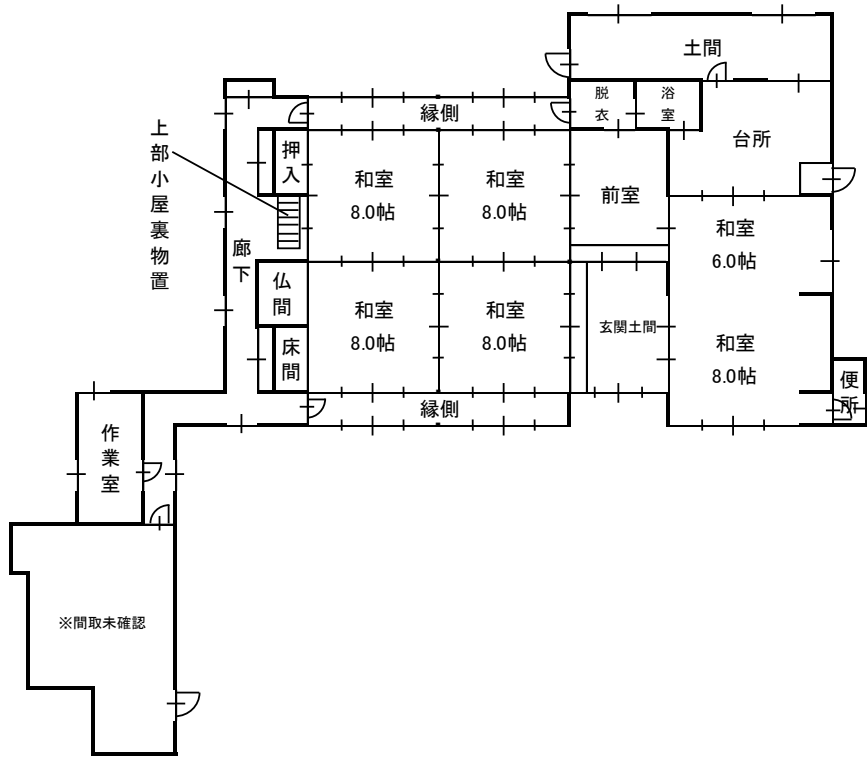 土間
脱衣
浴室
台所
縁側
上部小屋裏物置
押入
和室
8.0帖
和室
8.0帖
前室
和室
6.0帖
廊下
仏間
和室
8.0帖
和室
8.0帖
玄関土間
和室
8.0帖
床間
便所
縁側
作業室
※間取未確認